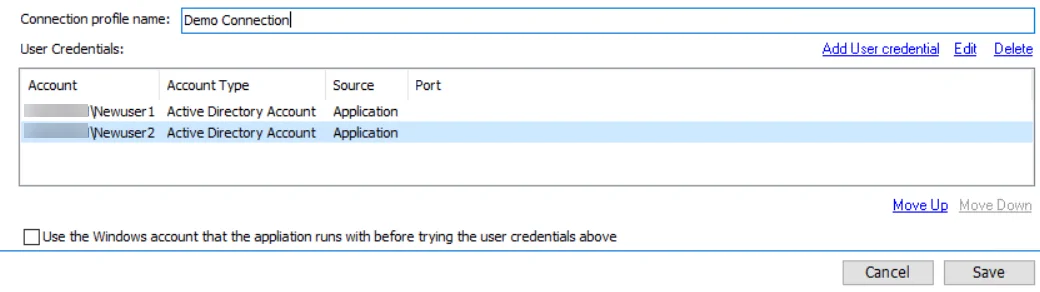 Connection profile name: Demo Connection
User Credentials: Add User credential Edit Delete
Account Account Type Source Port
\Newuser1 Active Directory Account Application
\Newuser2 Active Directory Account Application
Move Up Move Down
Use the Windows account that the appliation runs with before trying the user credentials above
Cancel Save